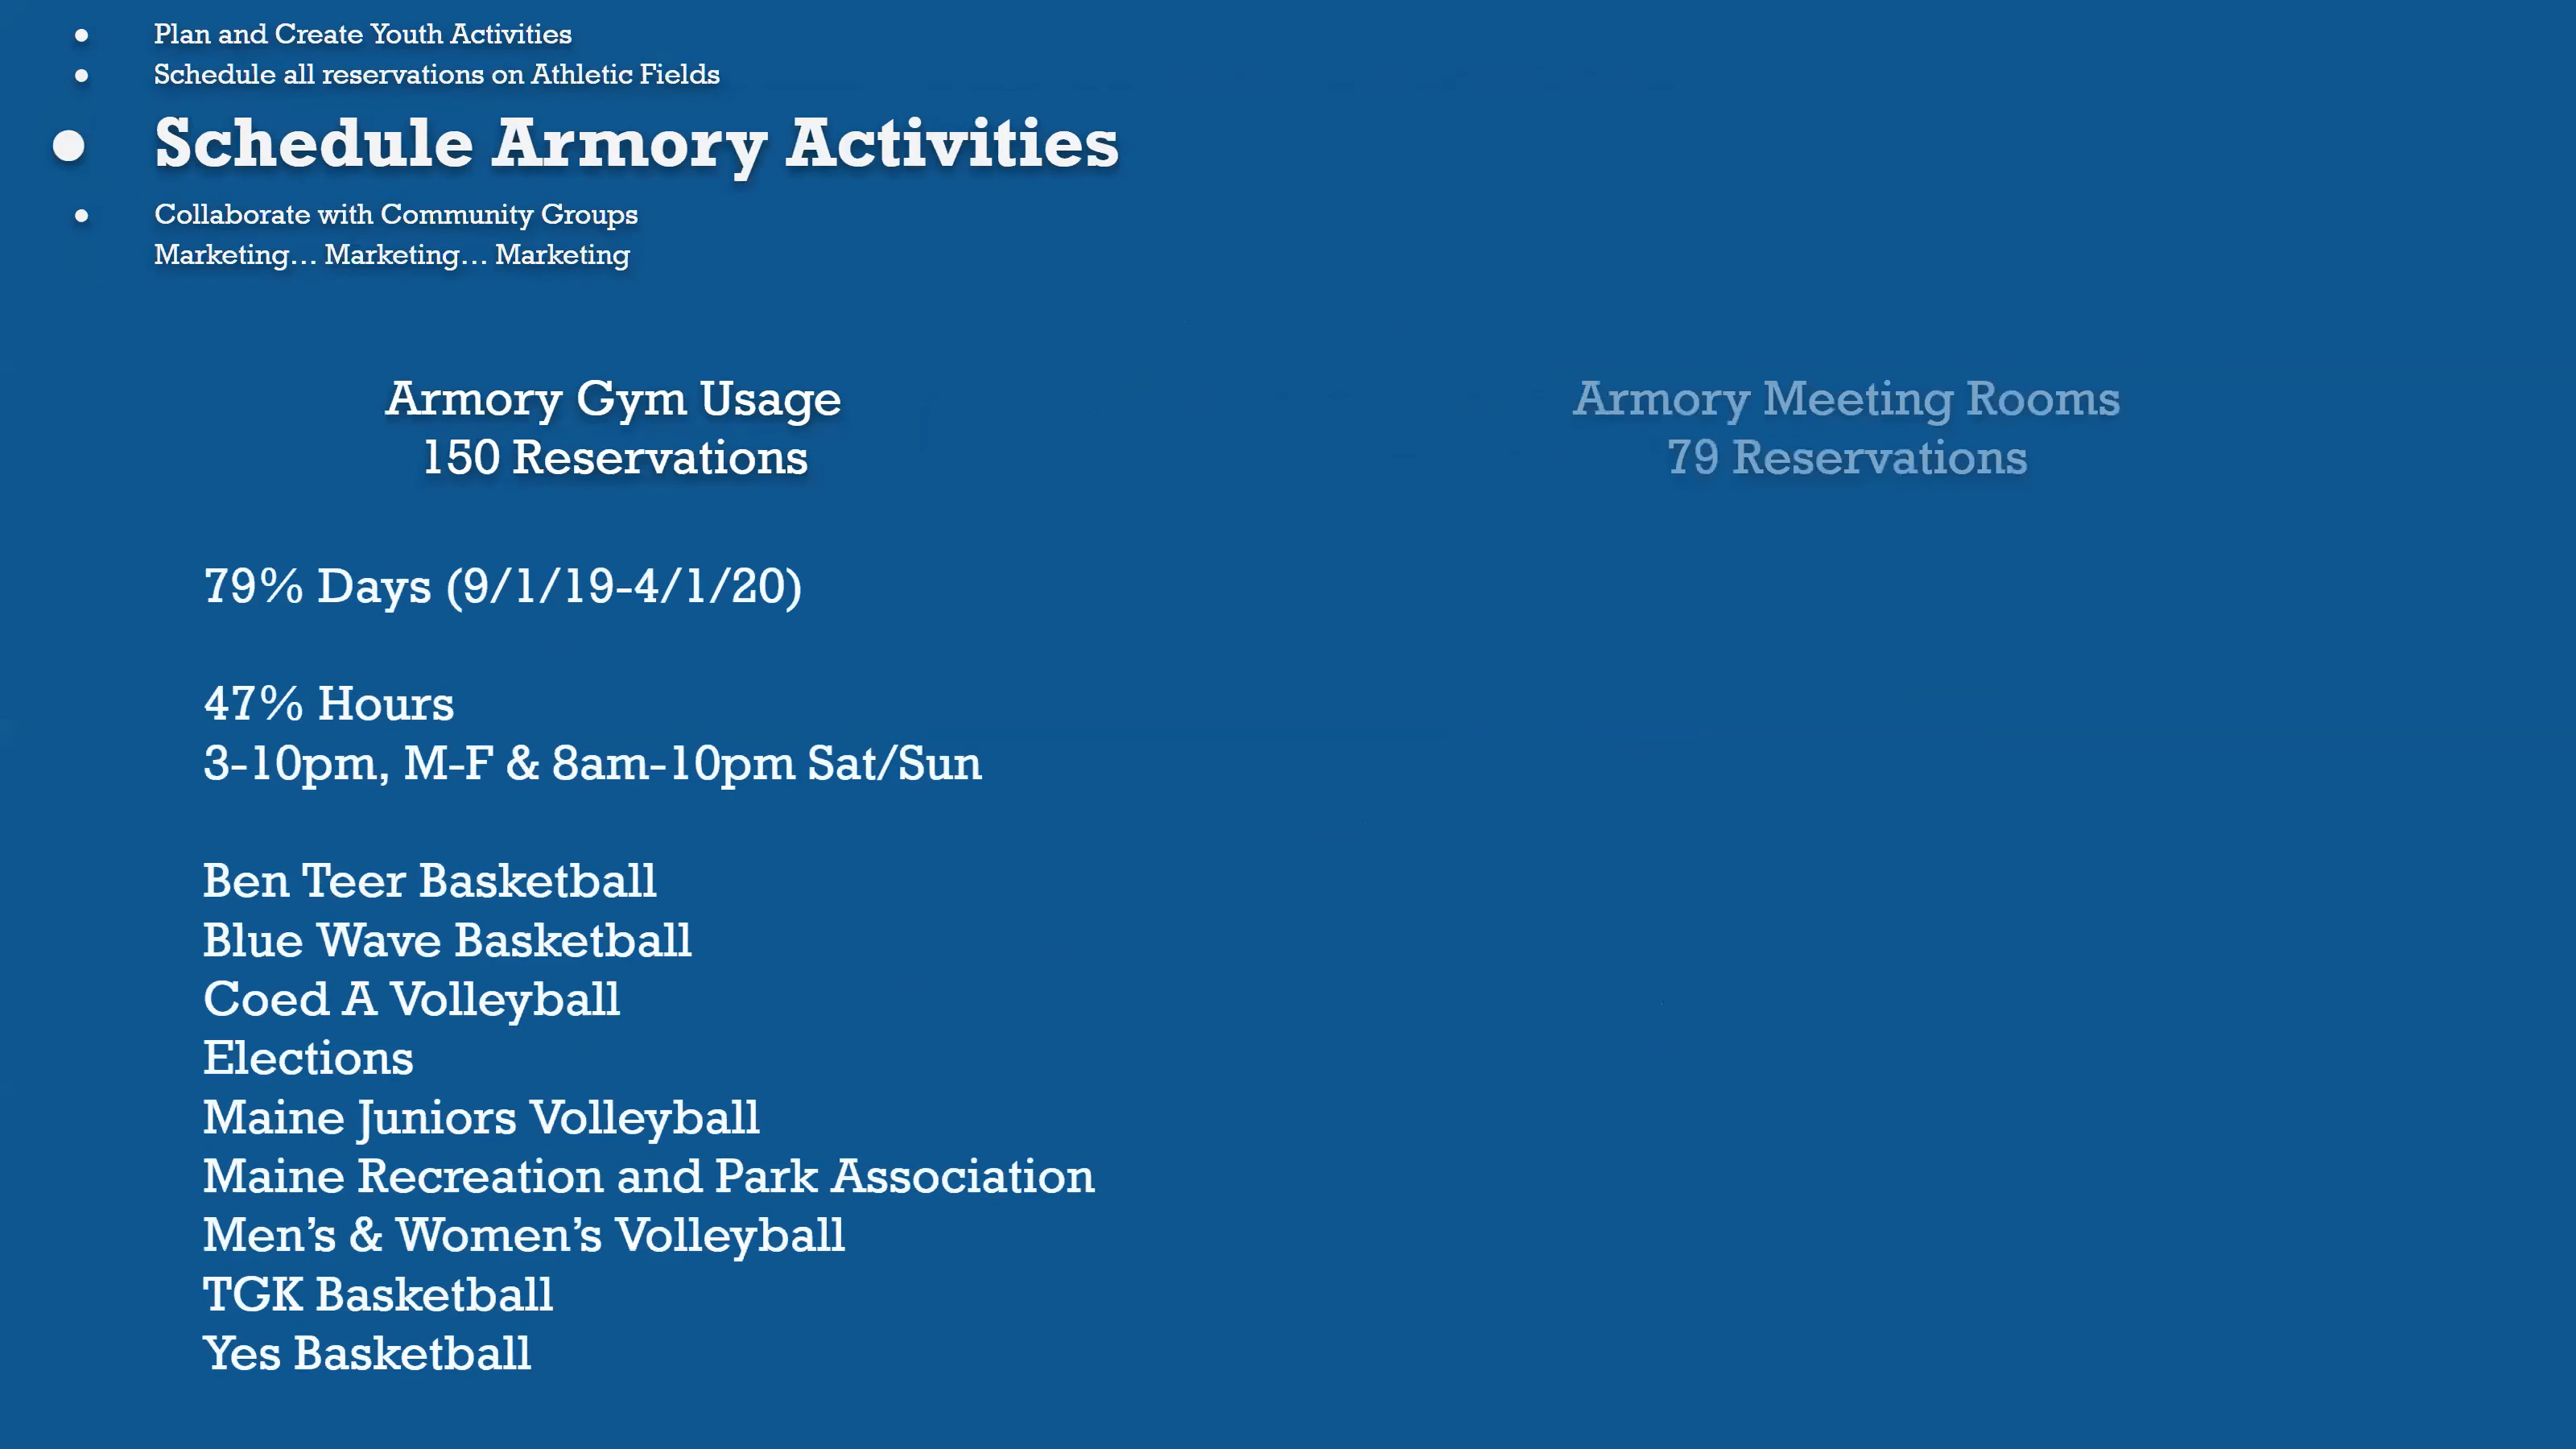 Plan and Create Youth Activities
Schedule all reservations on Athletic Fields
Schedule Armory Activities
Collaborate with Community Groups
Marketing… Marketing… Marketing
Armory Gym Usage
150 Reservations
79% Days (9/1/19-4/1/20)
47% Hours
3-10pm, M-F & 8am-10pm Sat/Sun
Ben Teer Basketball
Blue Wave Basketball
Coed A Volleyball
Elections
Maine Juniors Volleyball
Maine Recreation and Park Association
Men’s & Women’s Volleyball
TGK Basketball
Yes Basketball
Armory Meeting Rooms
79 Reservations